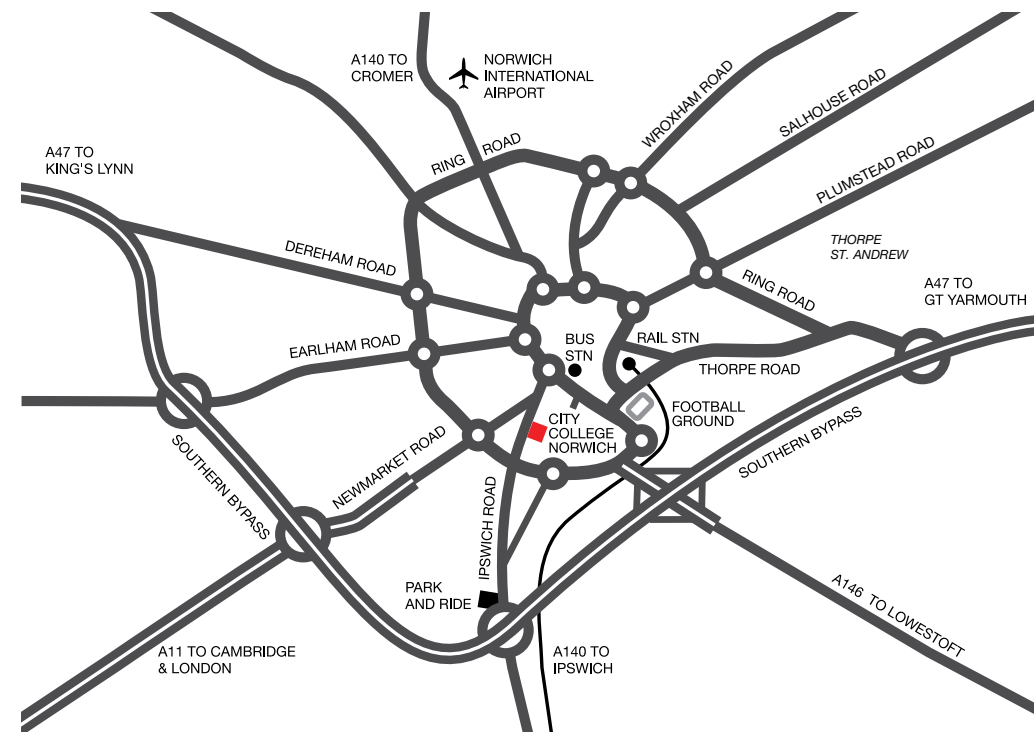 A140 TO
CROMER
NORWICH
INTERNATIONAL
AIRPORT
WROXHAM ROAD
SALHOUSE ROAD
PLUMSTEAD ROAD
RING ROAD
A47 TO
KING'S LYNN
THORPE
ST. ANDREW
DEREHAM ROAD
RING ROAD
A47 TO
GT YARMOUTH
EARLHAM ROAD
BUS
STN
RAIL STN
THORPE ROAD
FOOTBALL
GROUND
CITY
COLLEGE
NORWICH
SOUTHERN BYPASS
NEWMARKET ROAD
SOUTHERN BYPASS
IPSWICH ROAD
PARK
AND RIDE
A146 TO LOWESTOFT
A11 TO CAMBRIDGE
& LONDON
A140 TO
IPSWICH